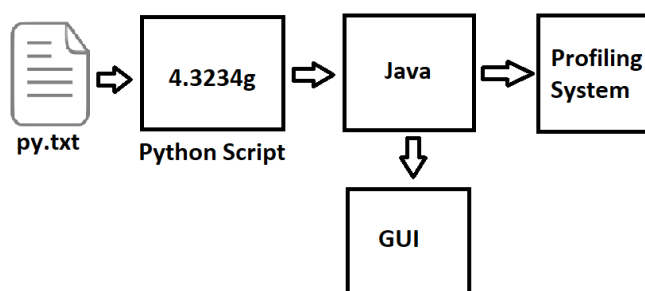 py.txt
4.3234g
Python Script
Java
Profiling
System
GUI